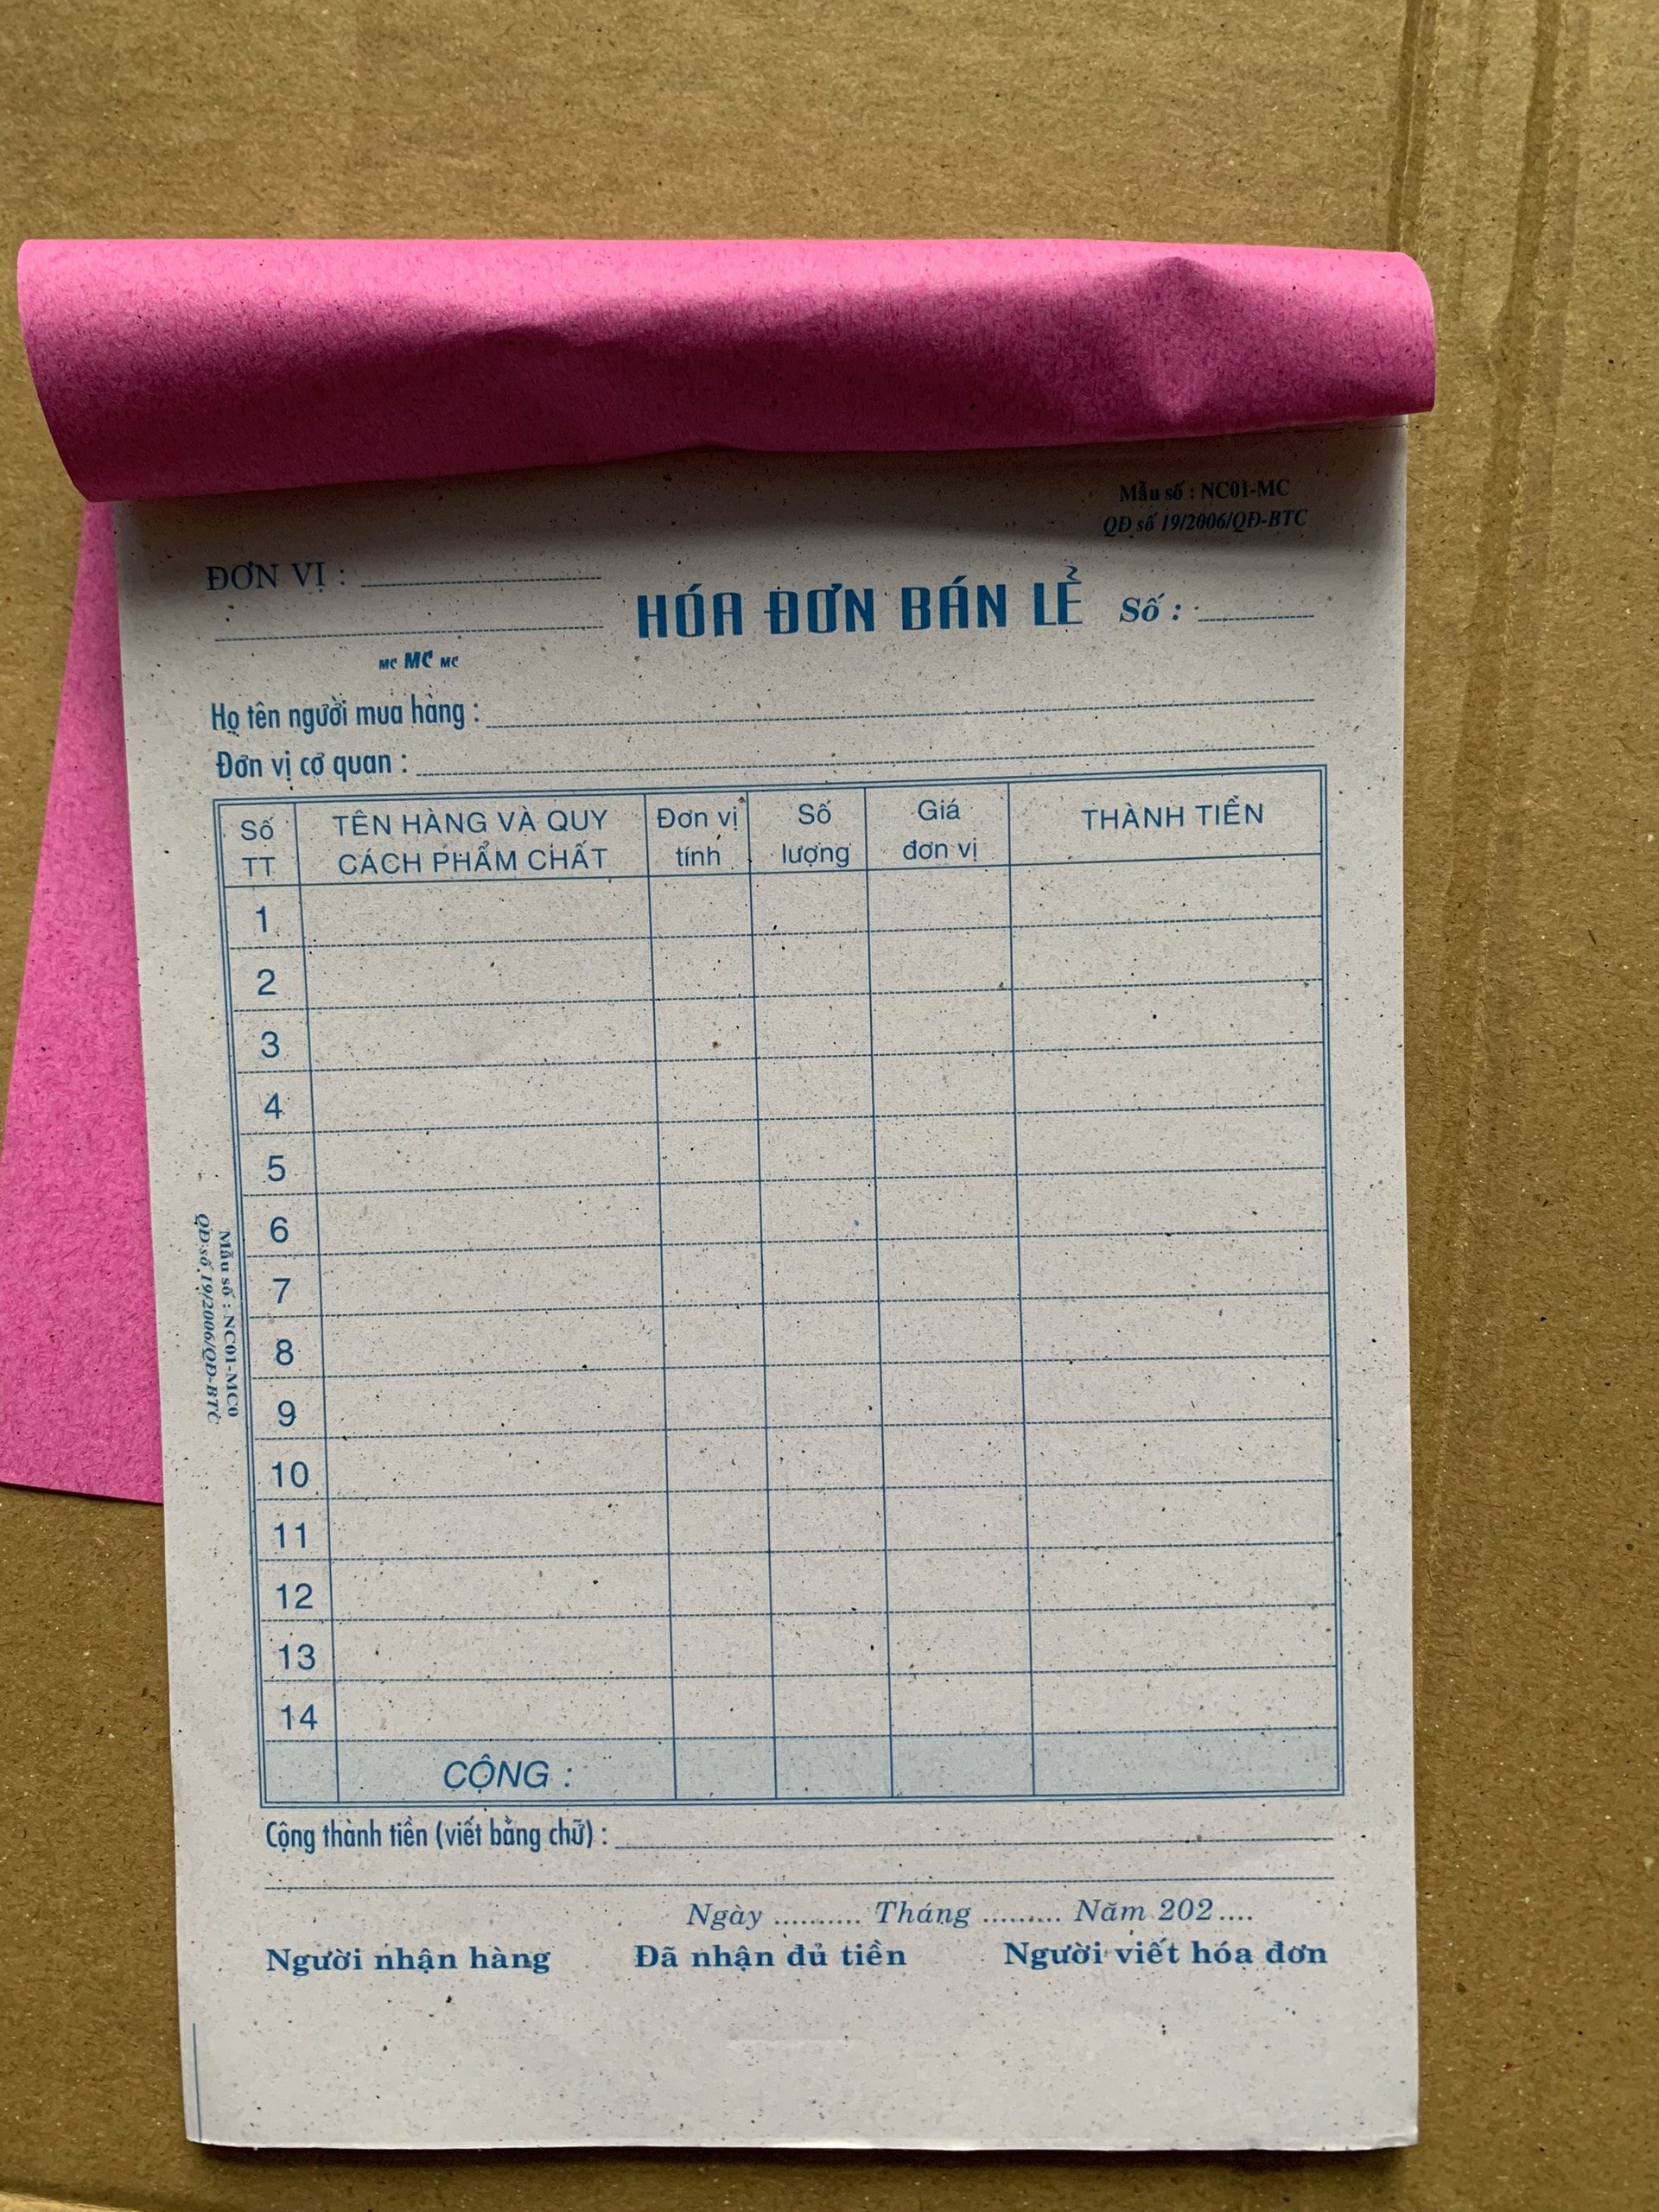 Mẫu số : NC01-MC
QĐ số 19/2006/QĐ-BTC
ĐƠN VỊ :
HÓA ĐƠN BÁN LẺ
Số :
MC MC MC
Họ tên người mua hàng :
Đơn vị cơ quan :
Số TT
TÊN HÀNG VÀ QUY CÁCH PHẨM CHẤT
Đơn vị tính
Số lượng
Giá đơn vị
THÀNH TIỀN
1
2
3
4
5
6
7
8
9
10
11
12
13
14
CỘNG :
Mẫu số : NC01-MC0
QĐ số 19/2006/QĐ-BTC
Cộng thành tiền (viết bằng chữ) :
Ngày .......... Tháng ......... Năm 202....
Người nhận hàng
Đã nhận đủ tiền
Người viết hóa đơn